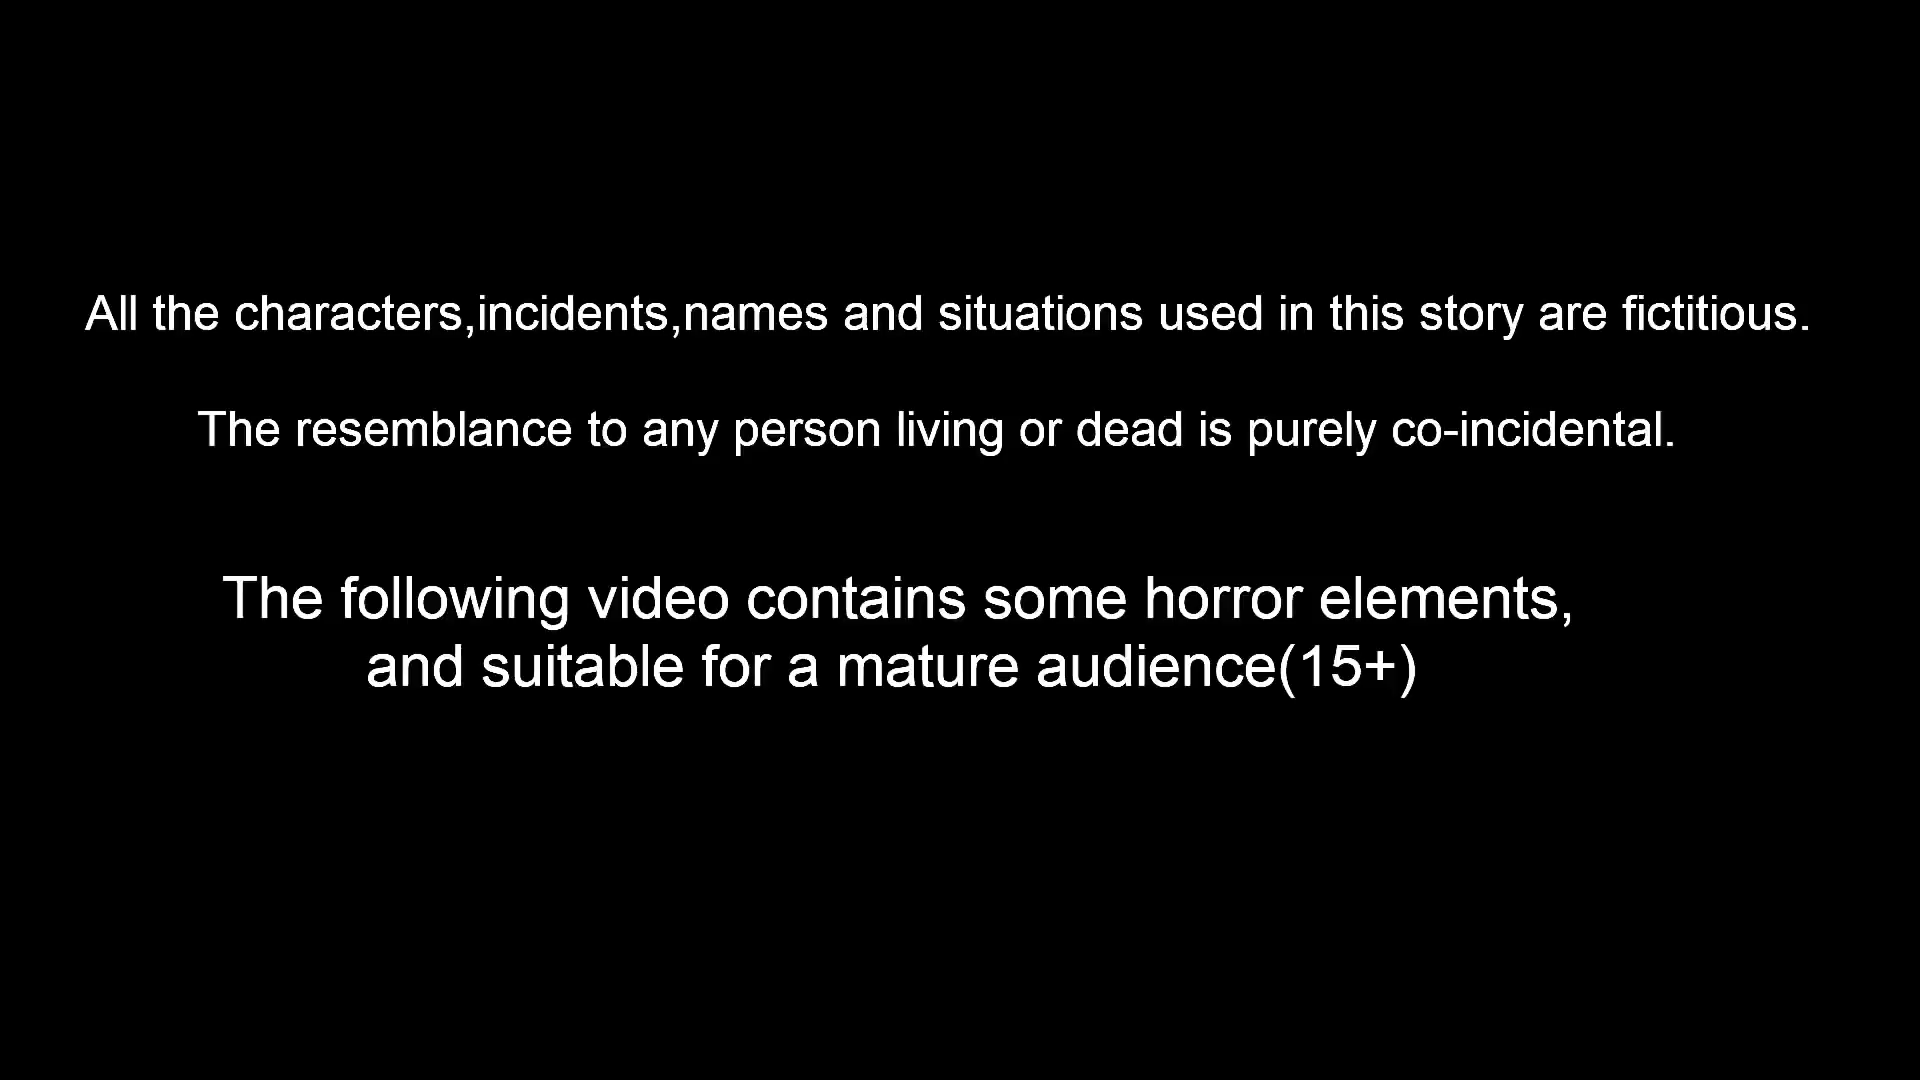 All the characters,incidents,names and situations used in this story are fictitious.
The resemblance to any person living or dead is purely co-incidental.
The following video contains some horror elements,
and suitable for a mature audience(15+)